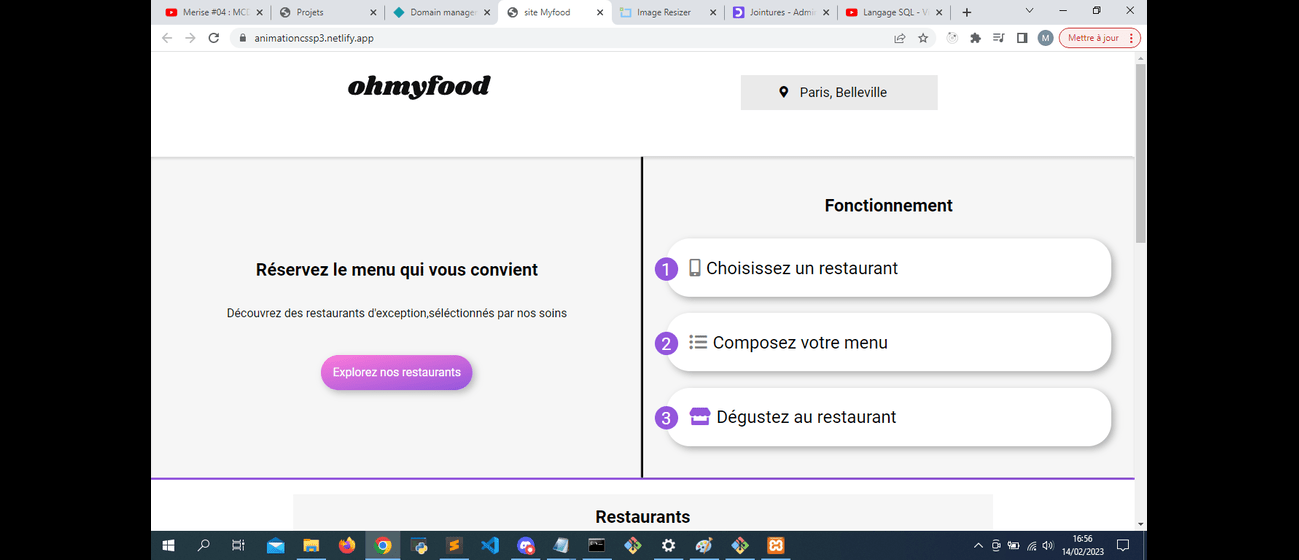 Merise #04 : MCD
Projets
Domain manage
site Myfood
Image Resizer
Jointures - Admi
Langage SQL - V
animationcssp3.netlify.app
M
Mettre à jour
ohmyfood
Paris, Belleville
Réservez le menu qui vous convient
Découvrez des restaurants d'exception,séléctionnés par nos soins
Explorez nos restaurants
Fonctionnement
1 Choisissez un restaurant
2 Composez votre menu
3 Dégustez au restaurant
Restaurants
16:56
14/02/2023